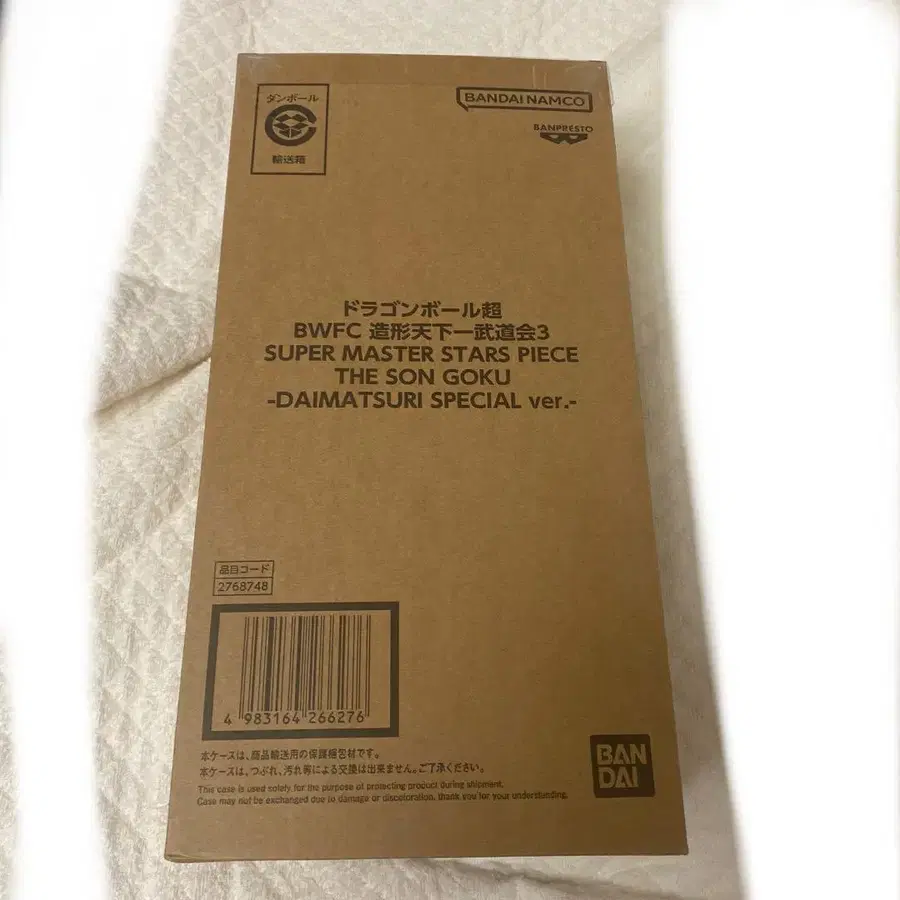 ダンボール
輸送箱
BANDAI NAMCO
BANPRESTO
ドラゴンボール超
BWFC 造形天下一武道会3
SUPER MASTER STARS PIECE
THE SON GOKU
-DAIMATSURI SPECIAL ver.-
品目コード
2768748
4 983164 266276
本ケースは、商品輸送用の保護梱包材です。
本ケースは、つぶれ、汚れ等による交換は出来ません。ご了承ください。
This case is used solely for the purpose of protecting product during shipment.
Case may not be exchanged due to damage or discoloration, thank you for your understanding.
BAN
DAI